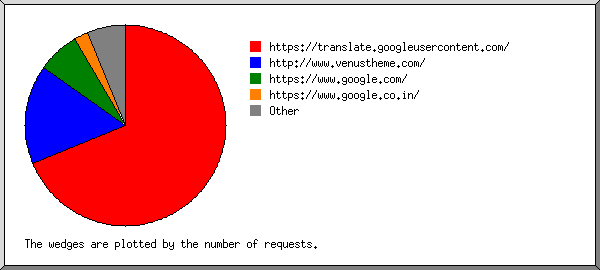 https://translate.googleusercontent.com/
http://www.venustheme.com/
https://www.google.com/
https://www.google.co.in/
Other
The wedges are plotted by the number of requests.